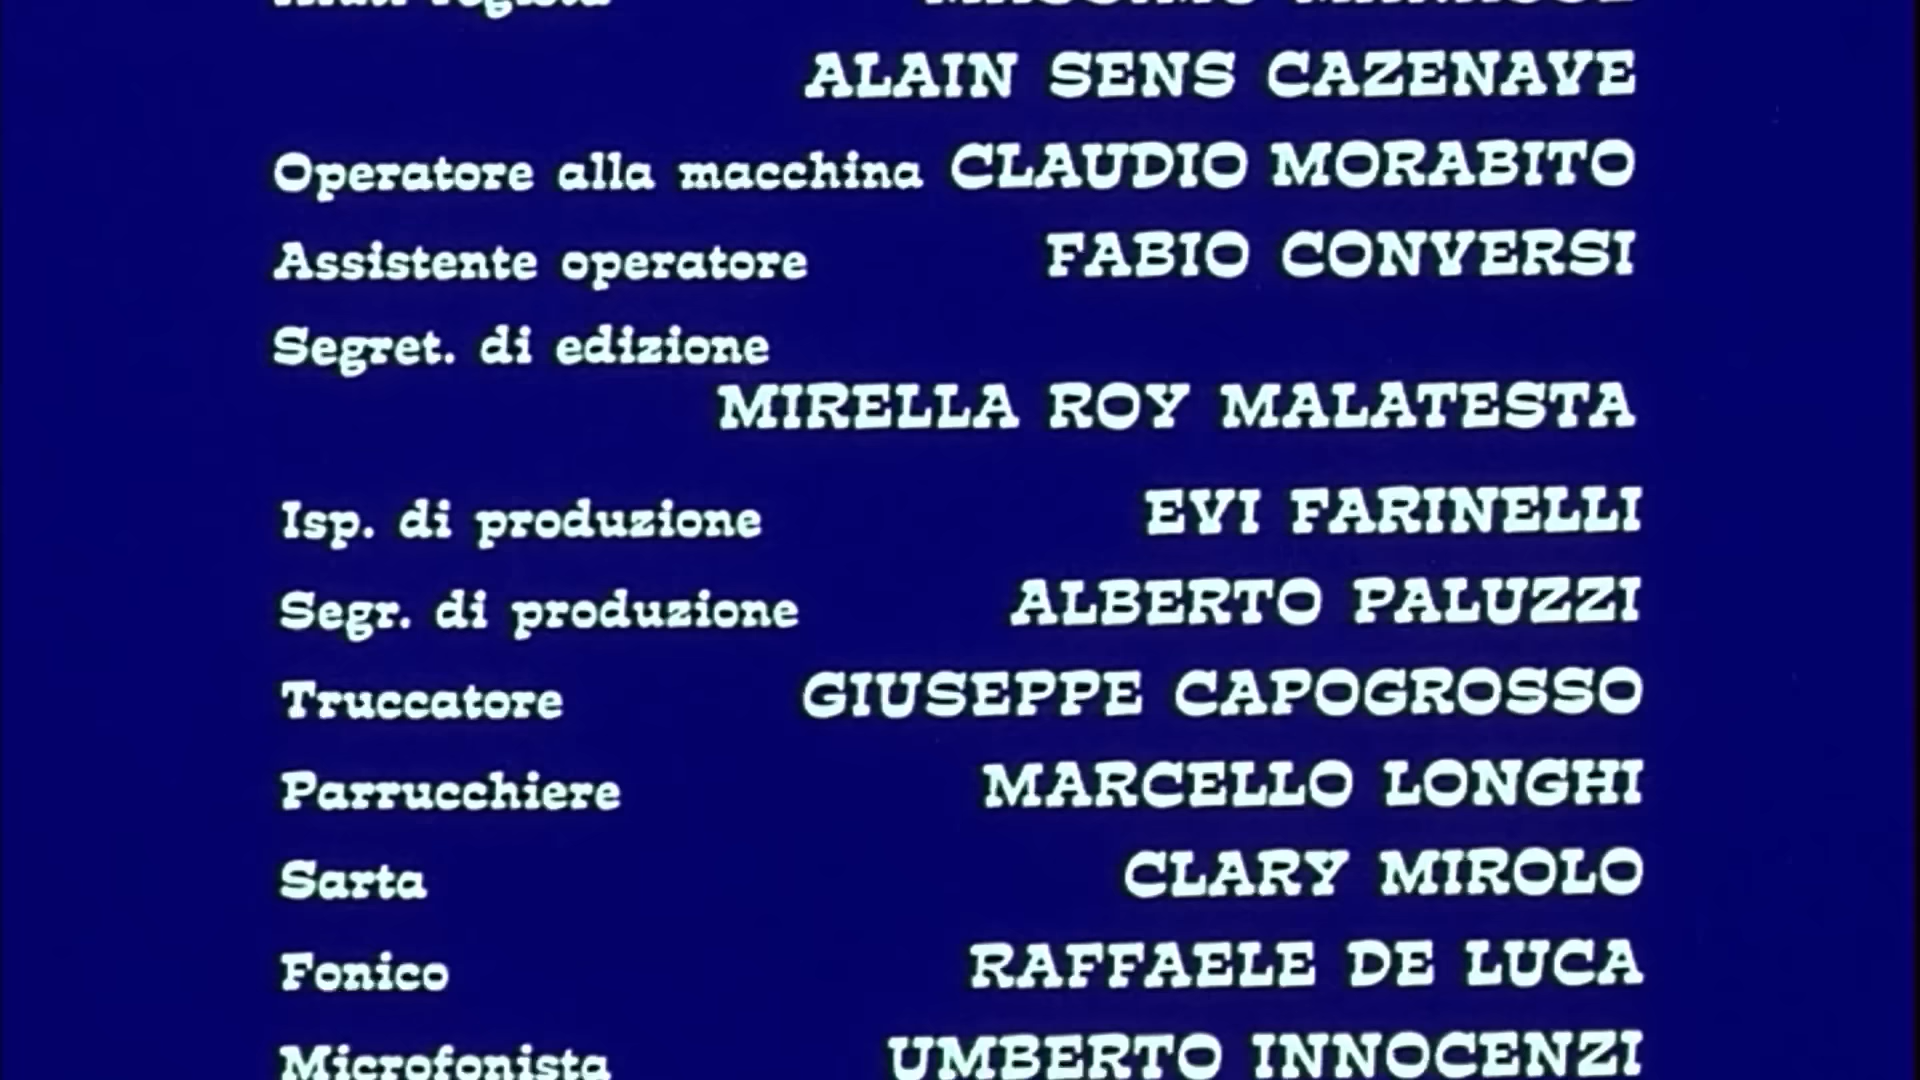 ALAIN SENS CAZENAVE
Operatore alla macchina CLAUDIO MORABITO
Assistente operatore FABIO CONVERSI
Segret. di edizione
MIRELLA ROY MALATESTA
Isp. di produzione EVI FARINELLI
Segr. di produzione ALBERTO PALUZZI
Truccatore GIUSEPPE CAPOGROSSO
Parrucchiere MARCELLO LONGHI
Sarta CLARY MIROLO
Fonico RAFFAELE DE LUCA
Microfonista UMBERTO INNOCENZI